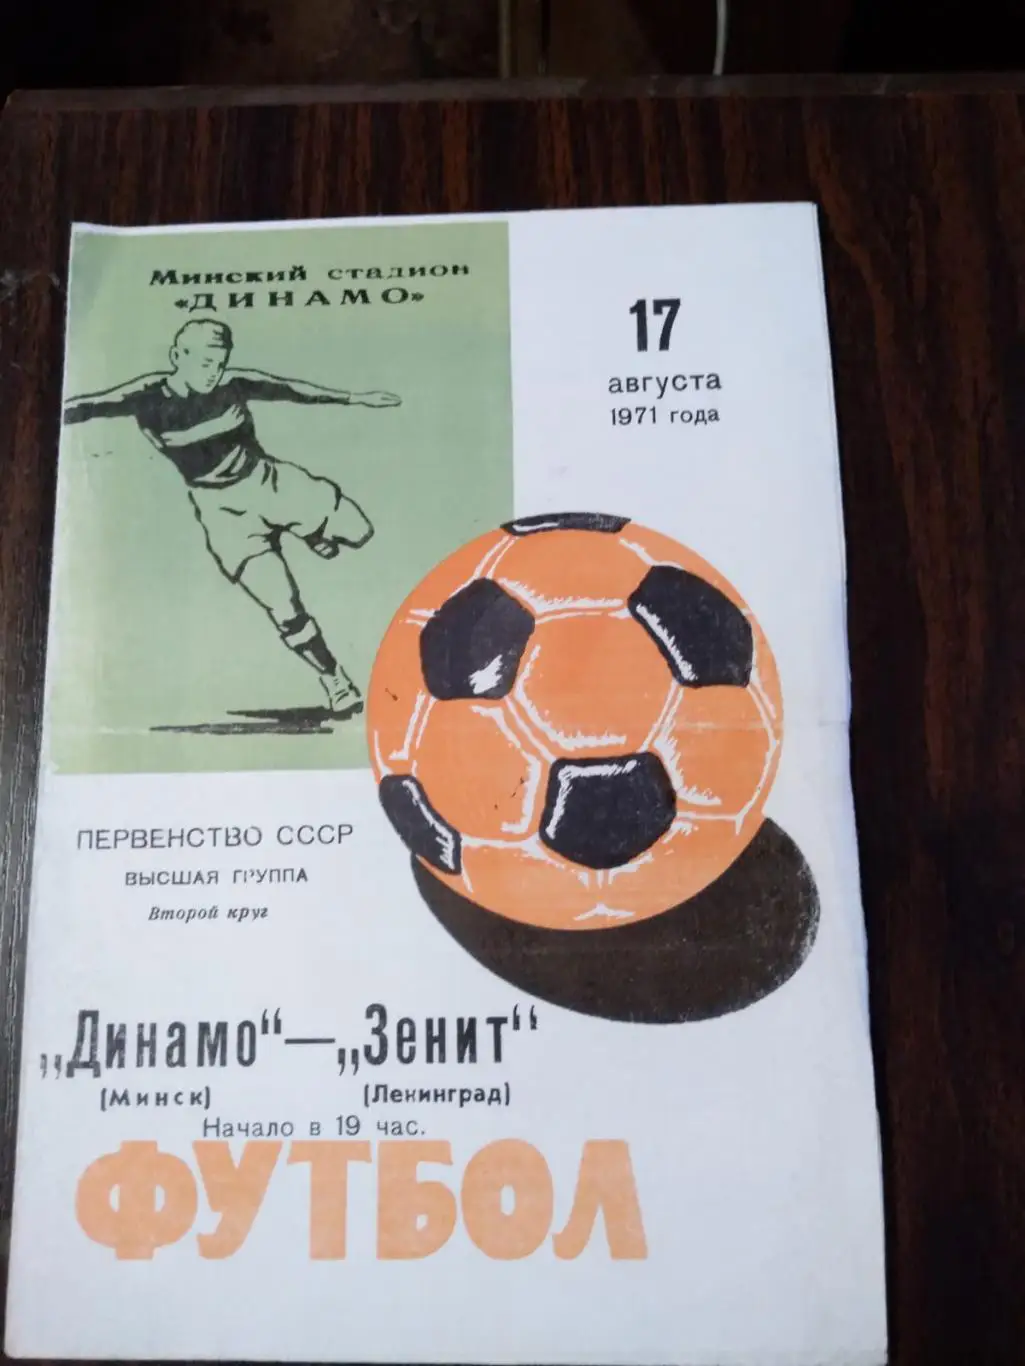 Минский стадион
«ДИНАМО»
17
августа
1971 года
ПЕРВЕНСТВО СССР
ВЫСШАЯ ГРУППА
Второй круг
„Динамо“—„Зенит“
(Минск) (Ленинград)
Начало в 19 час.
ФУТБОЛ